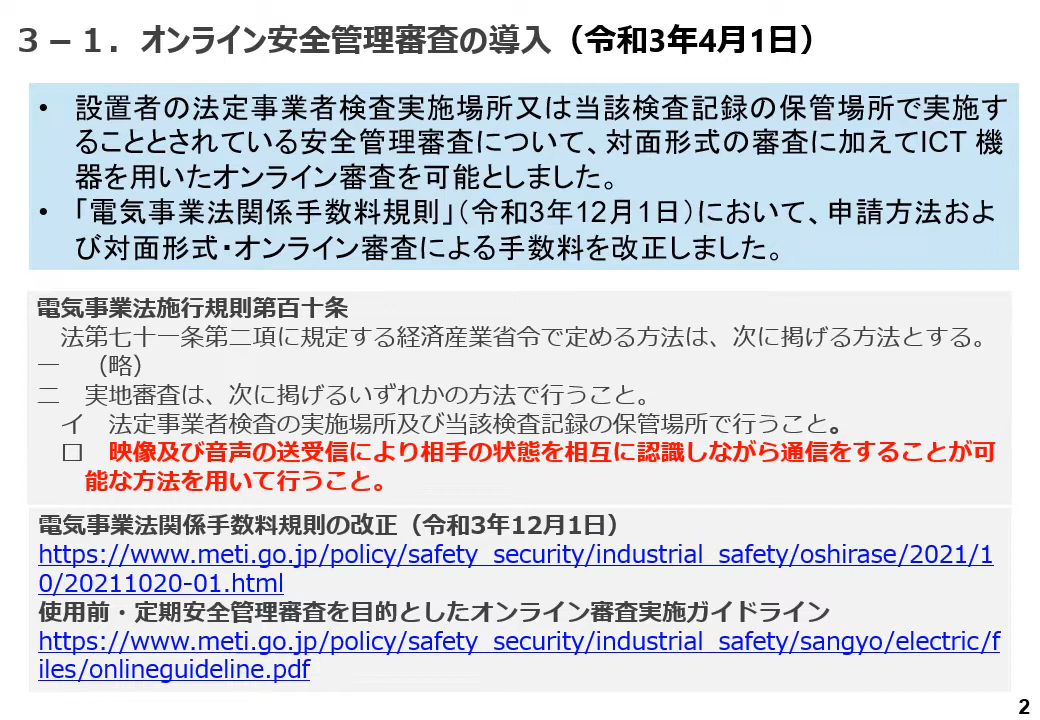 ３－１．オンライン安全管理審査の導入（令和3年4月1日）
• 設置者の法定事業者検査実施場所又は当該検査記録の保管場所で実施す
ることとされている安全管理審査について、対面形式の審査に加えてICT 機
器を用いたオンライン審査を可能としました。
• 「電気事業法関係手数料規則」（令和3年12月1日）において、申請方法およ
び対面形式・オンライン審査による手数料を改正しました。
電気事業法施行規則第百十条
法第七十一条第二項に規定する経済産業省令で定める方法は、次に掲げる方法とする。
一　（略）
二　実地審査は、次に掲げるいずれかの方法で行うこと。
イ　法定事業者検査の実施場所及び当該検査記録の保管場所で行うこと。
ロ　映像及び音声の送受信により相手の状態を相互に認識しながら通信をすることが可
能な方法を用いて行うこと。
電気事業法関係手数料規則の改正（令和3年12月1日）
https://www.meti.go.jp/policy/safety_security/industrial_safety/oshirase/2021/1
0/20211020-01.html
使用前・定期安全管理審査を目的としたオンライン審査実施ガイドライン
https://www.meti.go.jp/policy/safety_security/industrial_safety/sangyo/electric/f
iles/onlineguideline.pdf
2